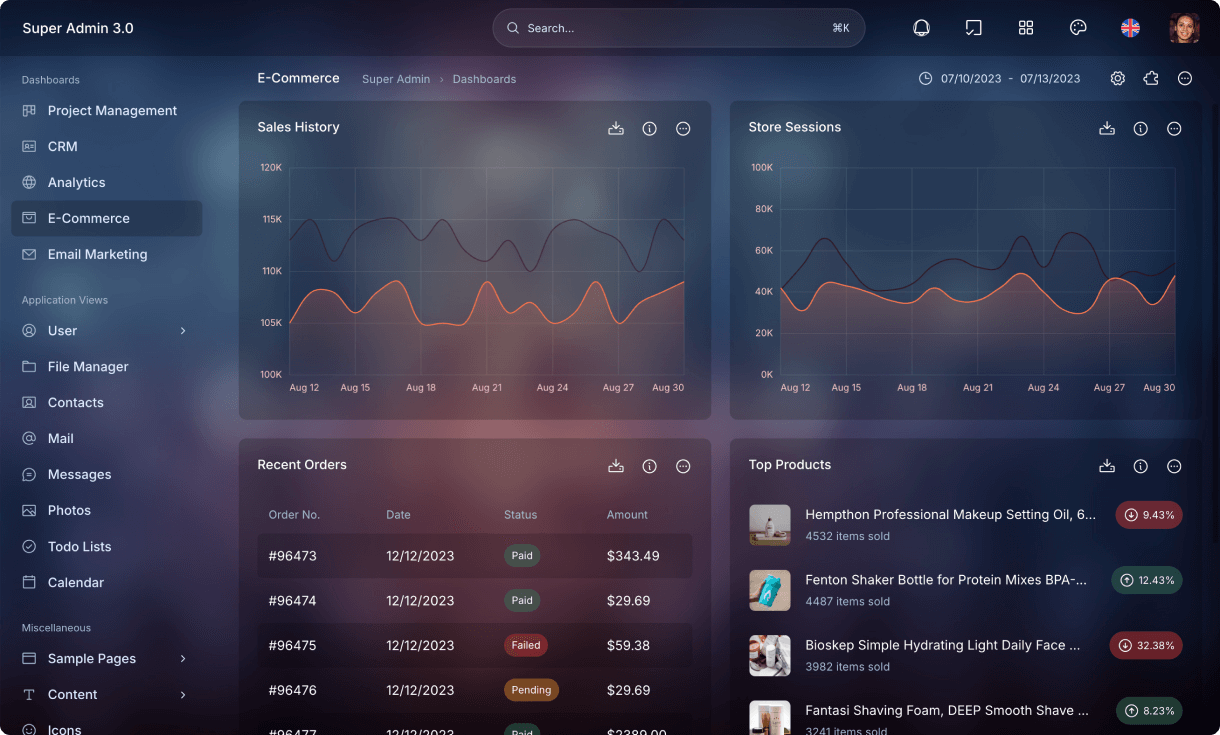 Super Admin 3.0
Search...
⌘K
Dashboards
Project Management
CRM
Analytics
E-Commerce
Email Marketing
Application Views
User
File Manager
Contacts
Mail
Messages
Photos
Todo Lists
Calendar
Miscellaneous
Sample Pages
Content
Icons
E-Commerce Super Admin › Dashboards
07/10/2023 - 07/13/2023
Sales History
120K
115K
110K
105K
100K
Aug 12 Aug 15 Aug 18 Aug 21 Aug 24 Aug 27 Aug 30
Store Sessions
100K
80K
60K
40K
20K
0K
Aug 12 Aug 15 Aug 18 Aug 21 Aug 24 Aug 27 Aug 30
Recent Orders
Order No. Date Status Amount
#96473 12/12/2023 Paid $343.49
#96474 12/12/2023 Paid $29.69
#96475 12/12/2023 Failed $59.38
#96476 12/12/2023 Pending $29.69
#96477 12/12/2023 Paid $2389.00
Top Products
Hempthon Professional Makeup Setting Oil, 6... 9.43%
4532 items sold
Fenton Shaker Bottle for Protein Mixes BPA-... 12.43%
4487 items sold
Bioskep Simple Hydrating Light Daily Face ... 32.38%
3982 items sold
Fantasi Shaving Foam, DEEP Smooth Shave ... 8.23%
3241 items sold